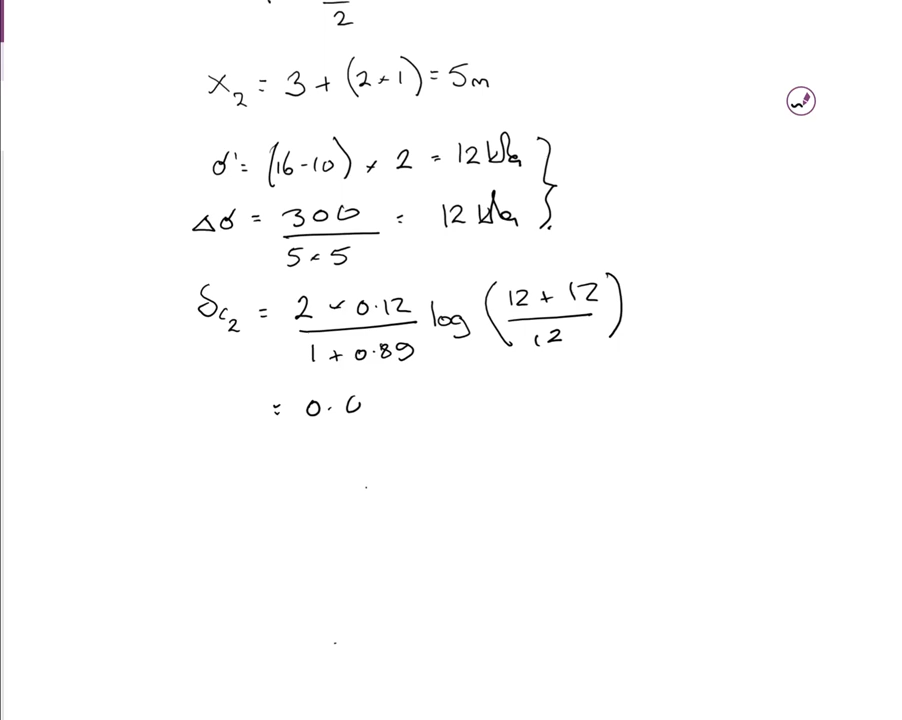 2
x₂ = 3 + (2×1) = 5m
σ' = (16-10) × 2 = 12 kPa }
Δσ = 300 / 5×5 = 12 kPa }
δc₂ = 2 × 0.12 / 1 + 0.89 log (12 + 12 / 12)
= 0.0